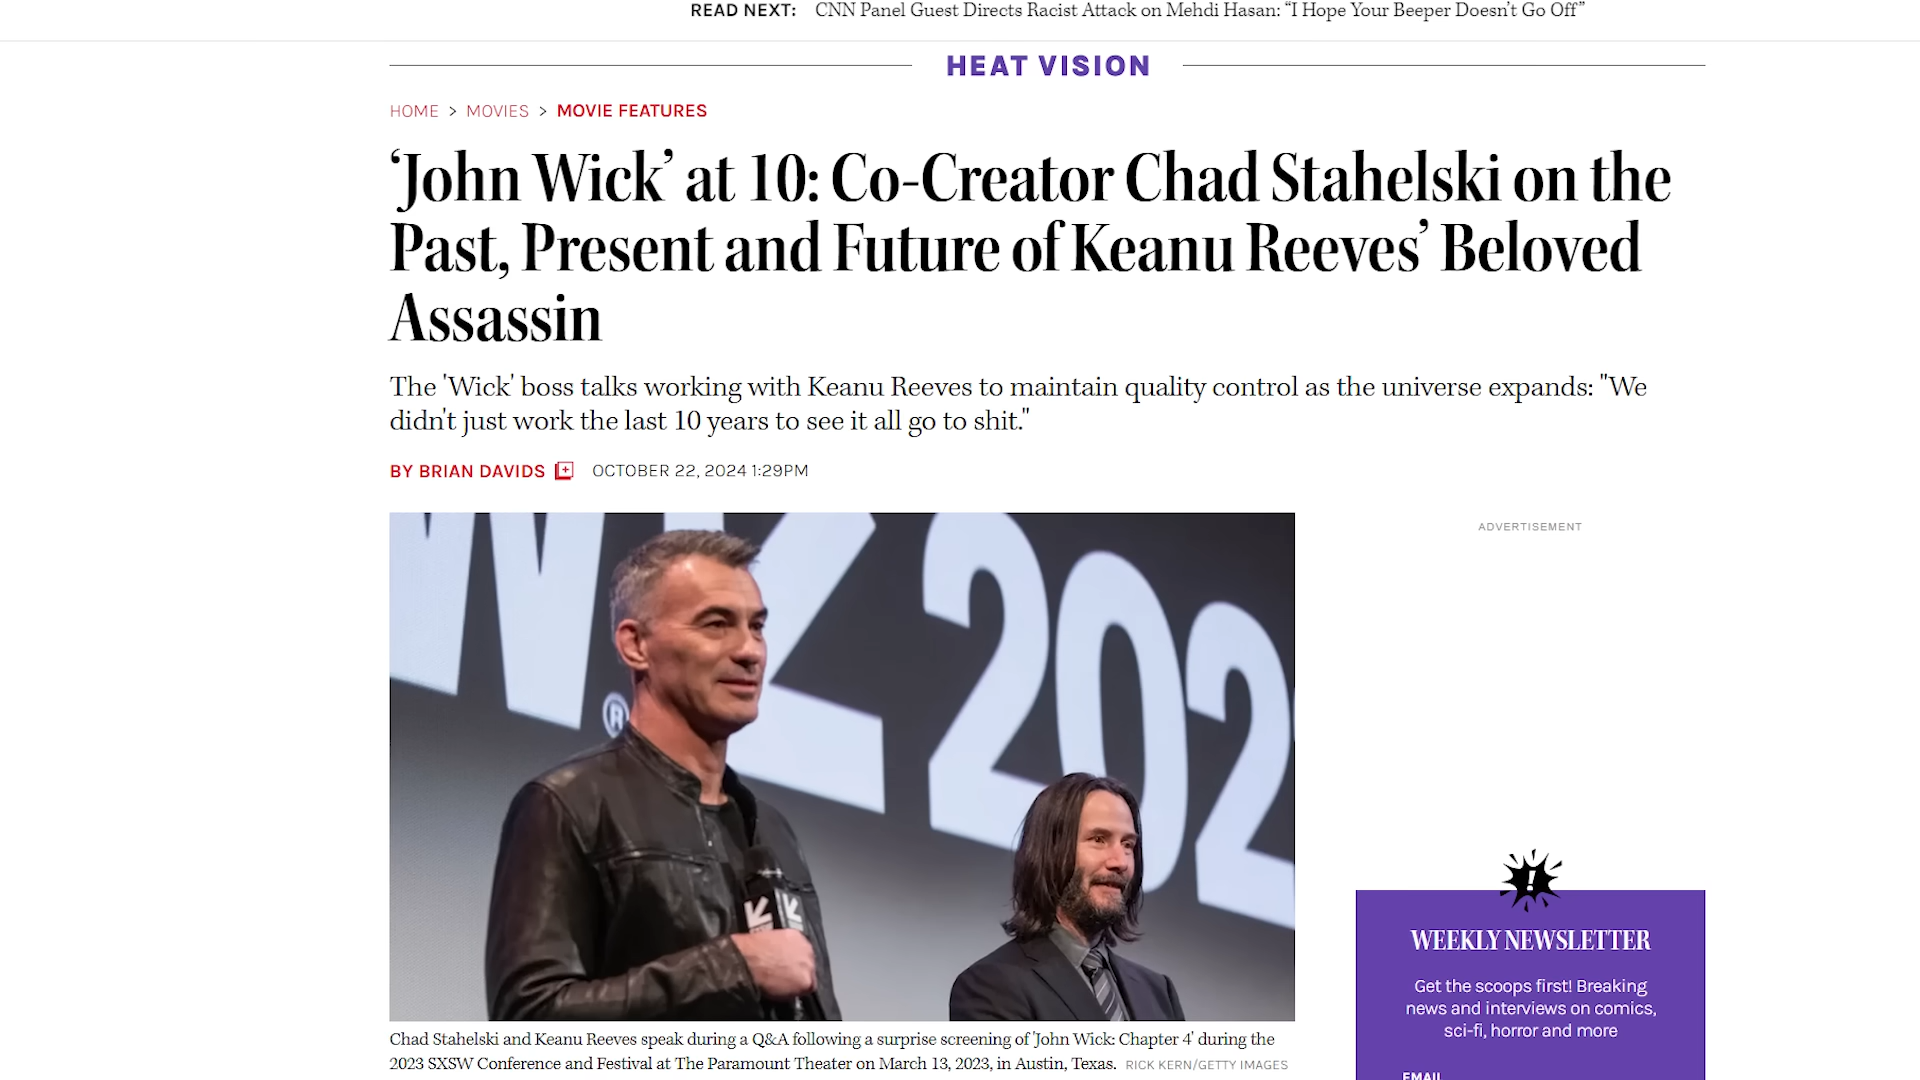 READ NEXT: CNN Panel Guest Directs Racist Attack on Mehdi Hasan: “I Hope Your Beeper Doesn’t Go Off”
HEAT VISION
HOME > MOVIES > MOVIE FEATURES
‘John Wick’ at 10: Co-Creator Chad Stahelski on the
Past, Present and Future of Keanu Reeves’ Beloved
Assassin
The 'Wick' boss talks working with Keanu Reeves to maintain quality control as the universe expands: "We
didn't just work the last 10 years to see it all go to shit."
BY BRIAN DAVIDS OCTOBER 22, 2024 1:29PM
W 202
®
Chad Stahelski and Keanu Reeves speak during a Q&A following a surprise screening of 'John Wick: Chapter 4' during the
2023 SXSW Conference and Festival at The Paramount Theater on March 13, 2023, in Austin, Texas. RICK KERN/GETTY IMAGES
ADVERTISEMENT
!
WEEKLY NEWSLETTER
Get the scoops first! Breaking
news and interviews on comics,
sci-fi, horror and more
EMAIL